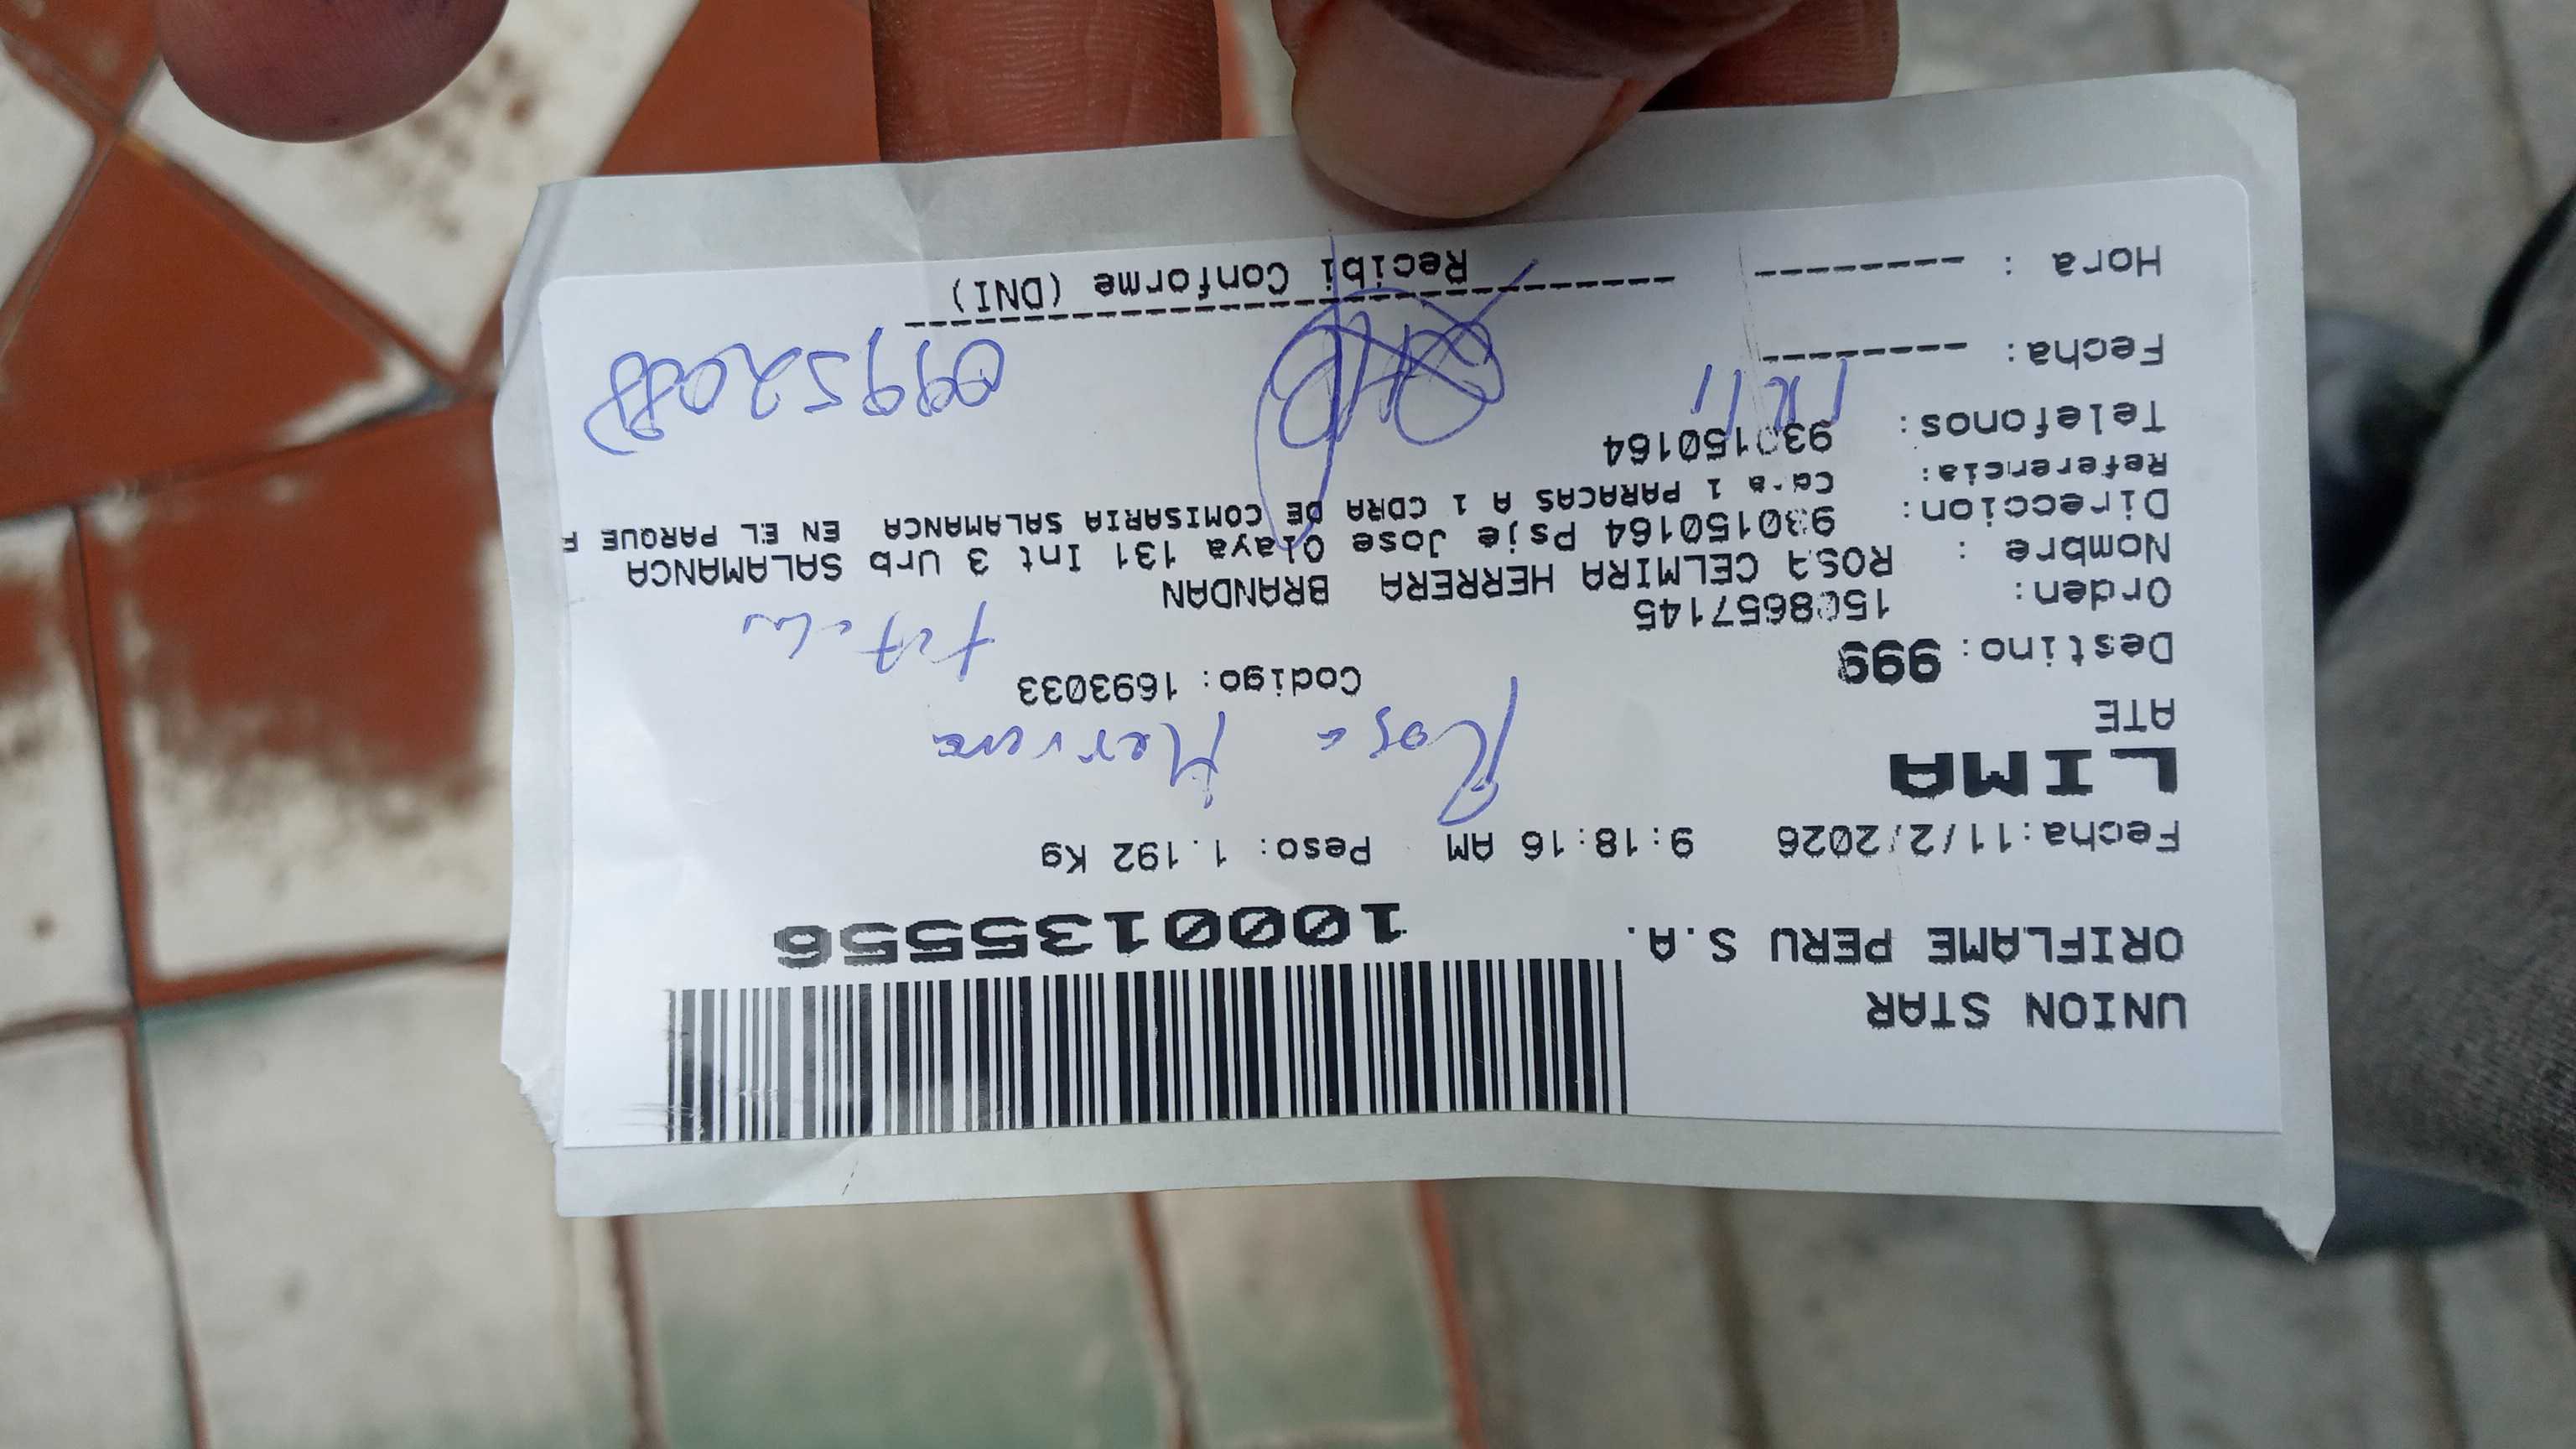 UNION STAR
ORIFLAME PERU S.A.
1000135556
Fecha:11/2/2026 9:18:16 AM Peso: 1.192 Kg
LIMA
ATE
Rosa Herrera
Destino: 999 Codigo: 1693033
Orden: 1508657145
Nombre : ROSA CELMIRA HERRERA BRANDAN
Direccion: 930150164 Psje Jose Olaya 131 Int 3 Urb SALAMANCA
Referencia: 1 PARACAS A 1 CDRA DE COMISARIA SALAMANCA EN EL PARQUE F
Telefonos: 930150164
Fecha: --------
09952088
Hora : --------
Recibi Conforme (DNI)